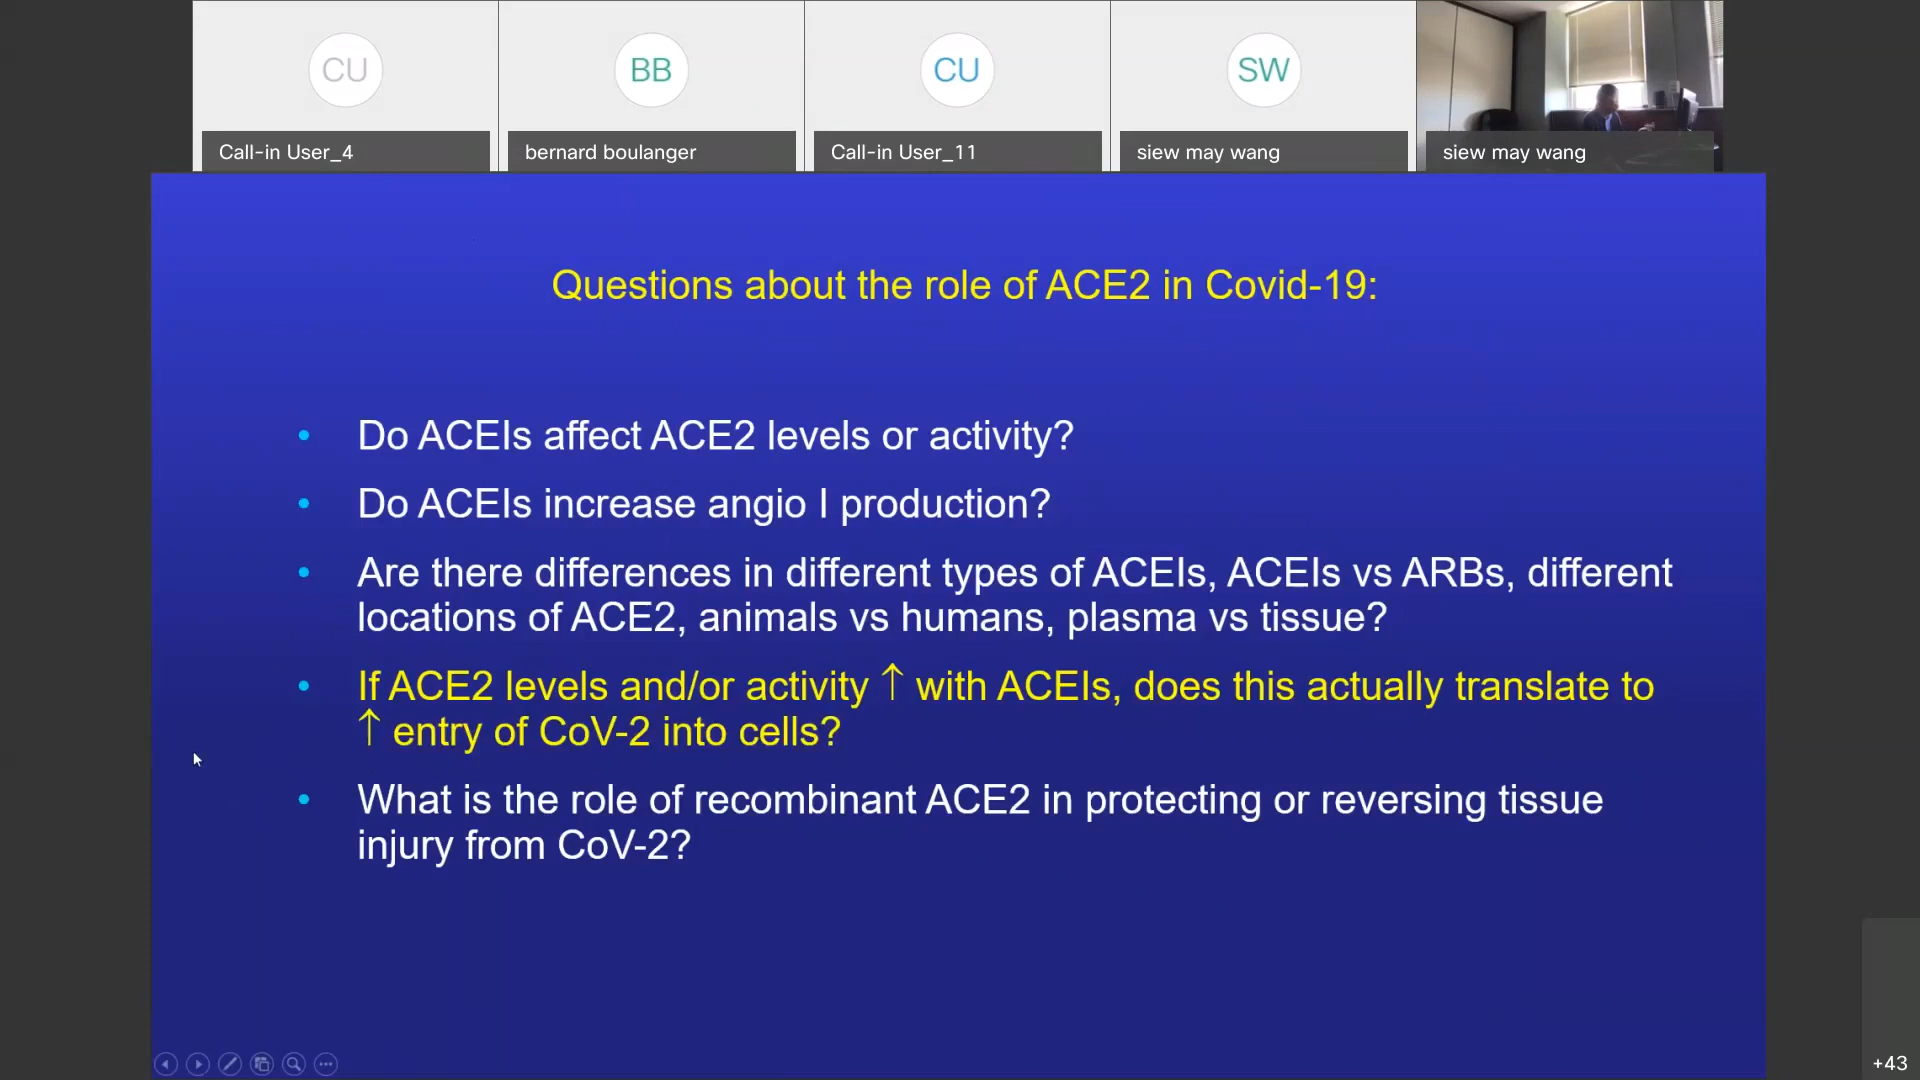 CU
BB
CU
SW
Call-in User_4
bernard boulanger
Call-in User_11
siew may wang
siew may wang
Questions about the role of ACE2 in Covid-19:
• Do ACEIs affect ACE2 levels or activity?
• Do ACEIs increase angio I production?
• Are there differences in different types of ACEIs, ACEIs vs ARBs, different
locations of ACE2, animals vs humans, plasma vs tissue?
• If ACE2 levels and/or activity ↑ with ACEIs, does this actually translate to
↑ entry of CoV-2 into cells?
• What is the role of recombinant ACE2 in protecting or reversing tissue
injury from CoV-2?
+43